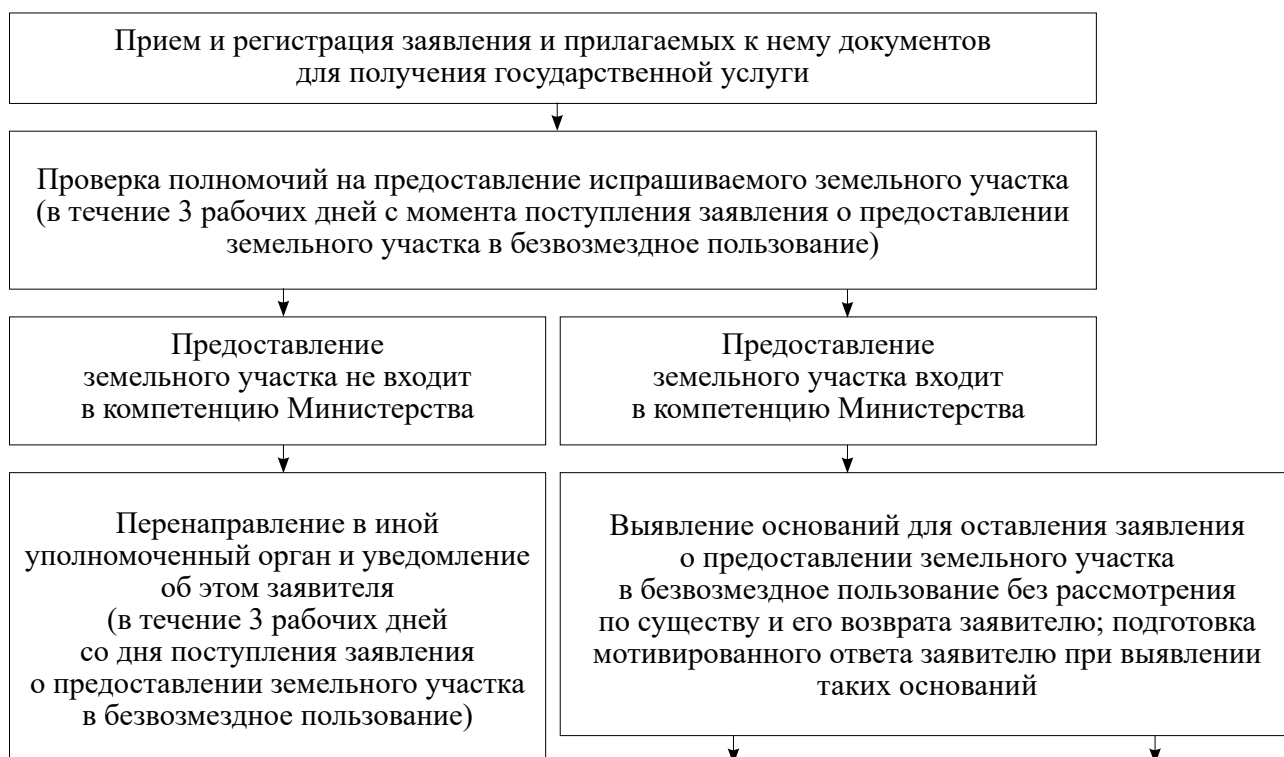 Прием и регистрация заявления и прилагаемых к нему документов
для получения государственной услуги
Проверка полномочий на предоставление испрашиваемого земельного участка
(в течение 3 рабочих дней с момента поступления заявления о предоставлении
земельного участка в безвозмездное пользование)
Предоставление
земельного участка не входит
в компетенцию Министерства
Предоставление
земельного участка входит
в компетенцию Министерства
Перенаправление в иной
уполномоченный орган и уведомление
об этом заявителя
(в течение 3 рабочих дней
со дня поступления заявления
о предоставлении земельного участка
в безвозмездное пользование)
Выявление оснований для оставления заявления
о предоставлении земельного участка
в безвозмездное пользование без рассмотрения
по существу и его возврата заявителю; подготовка
мотивированного ответа заявителю при выявлении
таких оснований